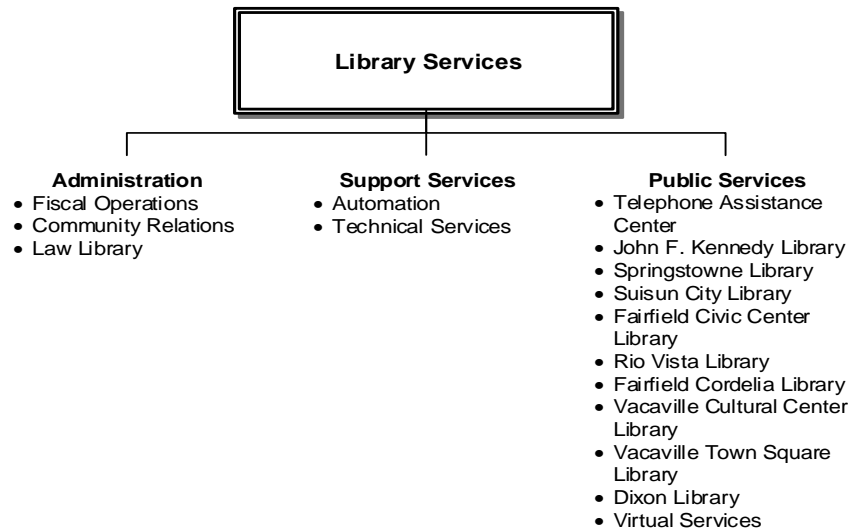 Library Services
Administration
• Fiscal Operations
• Community Relations
• Law Library
Support Services
• Automation
• Technical Services
Public Services
• Telephone Assistance
Center
• John F. Kennedy Library
• Springstowne Library
• Suisun City Library
• Fairfield Civic Center
Library
• Rio Vista Library
• Fairfield Cordelia Library
• Vacaville Cultural Center
Library
• Vacaville Town Square
Library
• Dixon Library
• Virtual Services